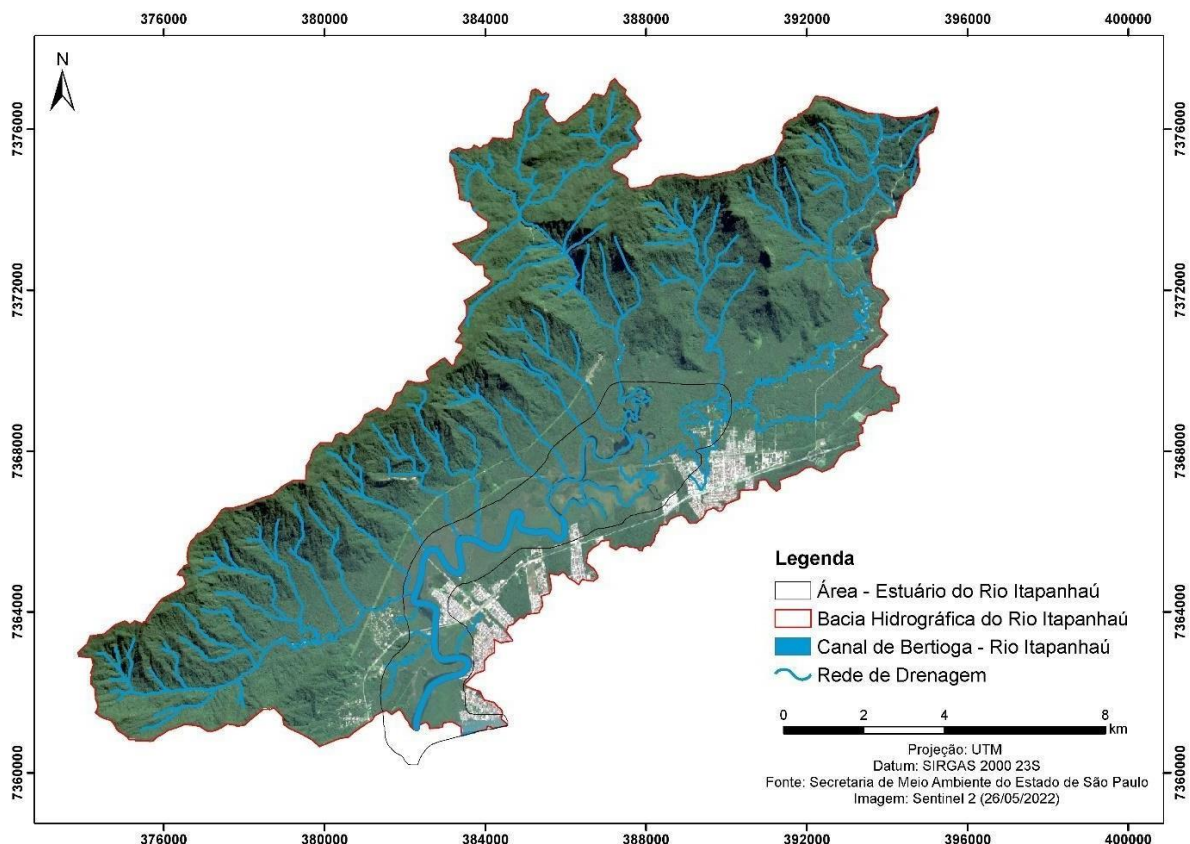 376000 380000 384000 388000 392000 396000 400000
N
7376000 7376000
7372000 7372000
7368000 7368000
7364000 7364000
7360000 7360000
Legenda
Área - Estuário do Rio Itapanhaú
Bacia Hidrográfica do Rio Itapanhaú
Canal de Bertioga - Rio Itapanhaú
Rede de Drenagem
0 2 4 8
km
Projeção: UTM
Datum: SIRGAS 2000 23S
Fonte: Secretaria de Meio Ambiente do Estado de São Paulo
Imagem: Sentinel 2 (26/05/2022)
376000 380000 384000 388000 392000 396000 400000